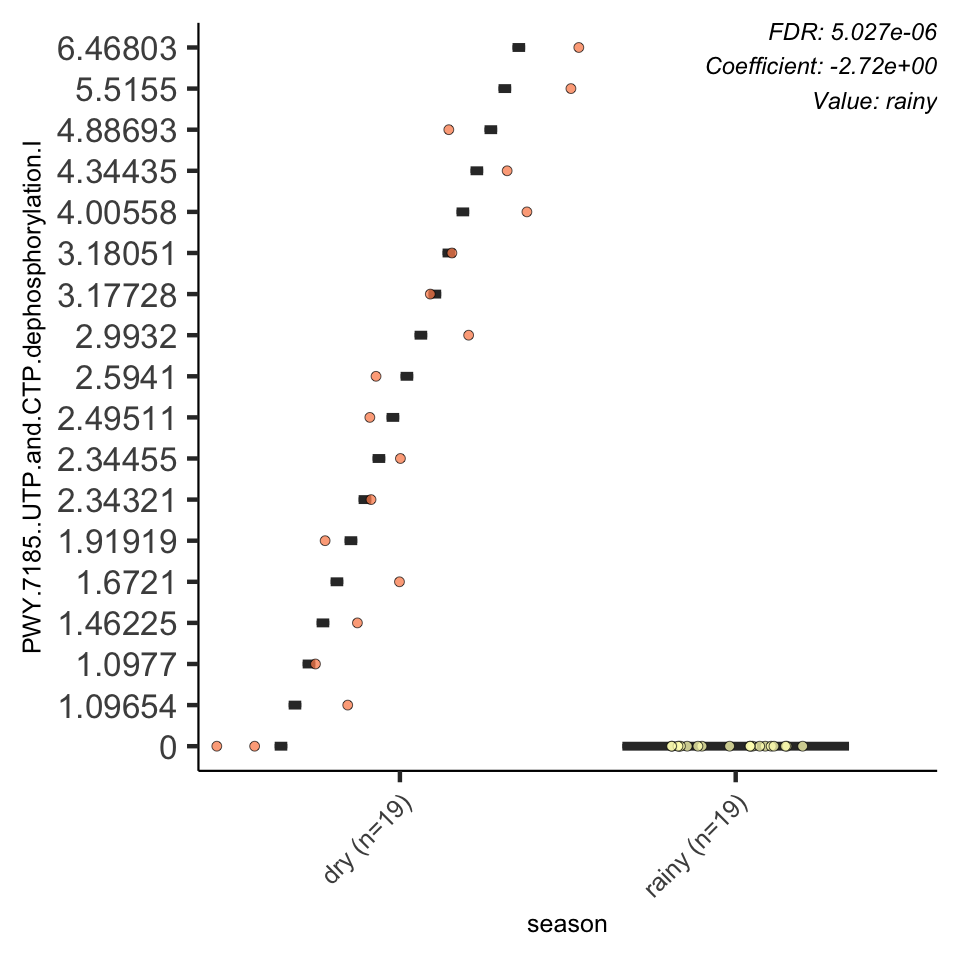 FDR: 5.027e-06
Coefficient: -2.72e+00
Value: rainy
PWY.7185..UTP.and.CTP.dephosphorylation.I
6.46803
5.5155
4.88693
4.34435
4.00558
3.18051
3.17728
2.9932
2.5941
2.49511
2.34455
2.34321
1.91919
1.6721
1.46225
1.0977
1.09654
0
dry (n=19)
rainy (n=19)
season